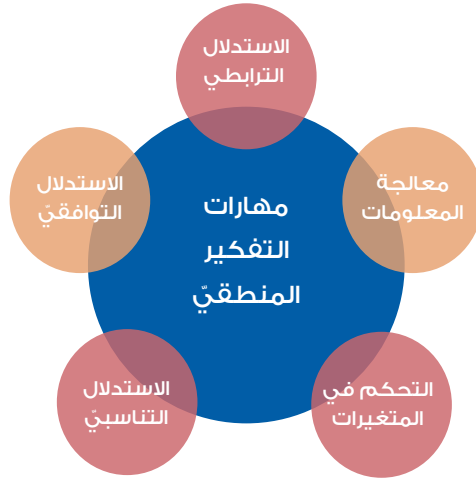 الاستدلال
الترابطي
معالجة
المعلومات
الاستدلال
التوافقيّ
مهارات
التفكير
المنطقيّ
التحكم في
المتغيرات
الاستدلال
التناسبيّ